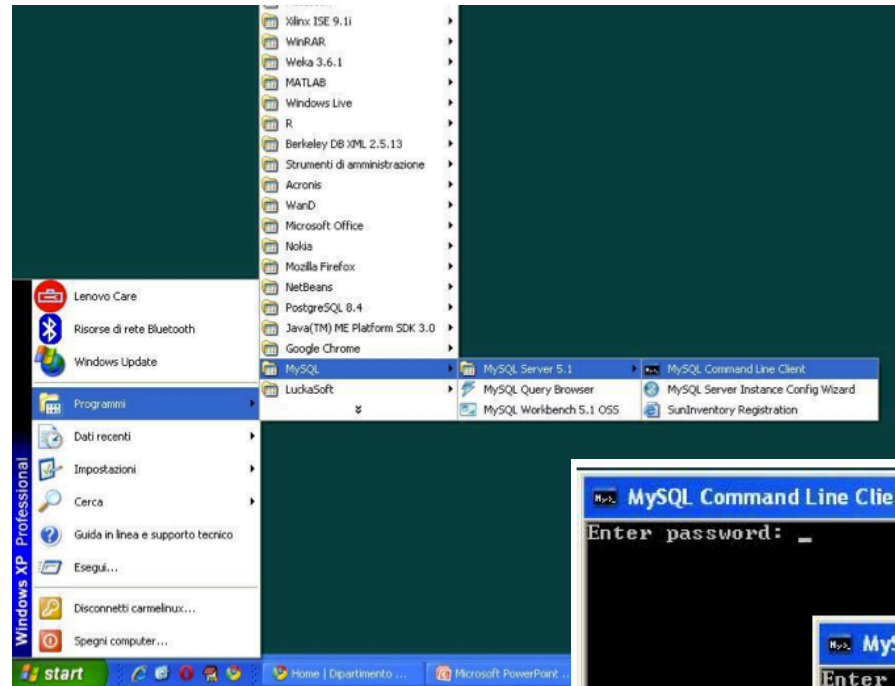 Xilinx ISE 9.1i
WinRAR
Weka 3.6.1
MATLAB
Windows Live
R
Berkeley DB XML 2.5.13
Strumenti di amministrazione
Acronis
WanD
Microsoft Office
Nokia
Mozilla Firefox
NetBeans
PostgreSQL 8.4
Java(TM) ME Platform SDK 3.0
Google Chrome
MySQL
LuckaSoft
MySQL Server 5.1
MySQL Query Browser
MySQL Workbench 5.1 OSS
MySQL Command Line Client
MySQL Server Instance Config Wizard
SunInventory Registration
Windows XP Professional
Lenovo Care
Risorse di rete Bluetooth
Windows Update
Programmi
Dati recenti
Impostazioni
Cerca
Guida in linea e supporto tecnico
Esegui...
Disconnetti carmelinux...
Spegni computer...
start
Home | Dipartimento ...
Microsoft PowerPoint ...
MySQL Command Line Clie
Enter password: _
MyS
Enter